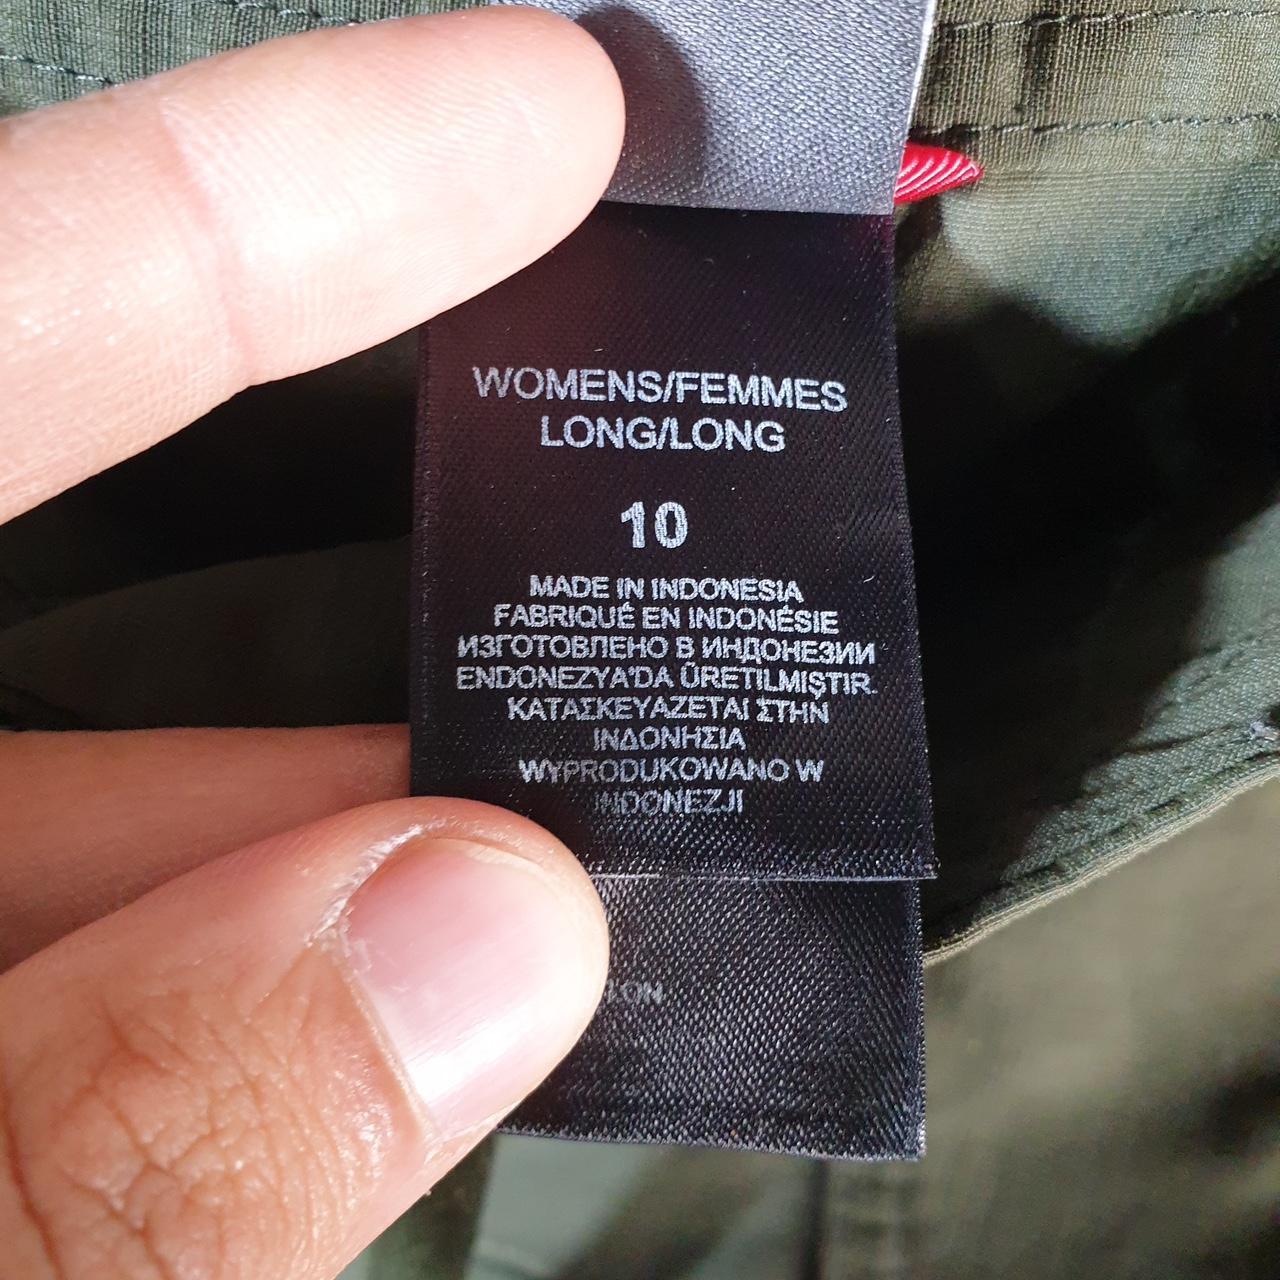 WOMENS/FEMMES
LONG/LONG
10
MADE IN INDONESIA
FABRIQUÉ EN INDONÉSIE
ИЗГОТОВЛЕНО В ИНДОНЕЗИИ
ENDONEZYA'DA ÜRETILMIŞTIR.
ΚΑΤΑΣΚΕΥΑΖΕΤΑΙ ΣΤΗΝ
ΙΝΔΟΝΗΣΙΑ
WYPRODUKOWANO W
INDONEZJI